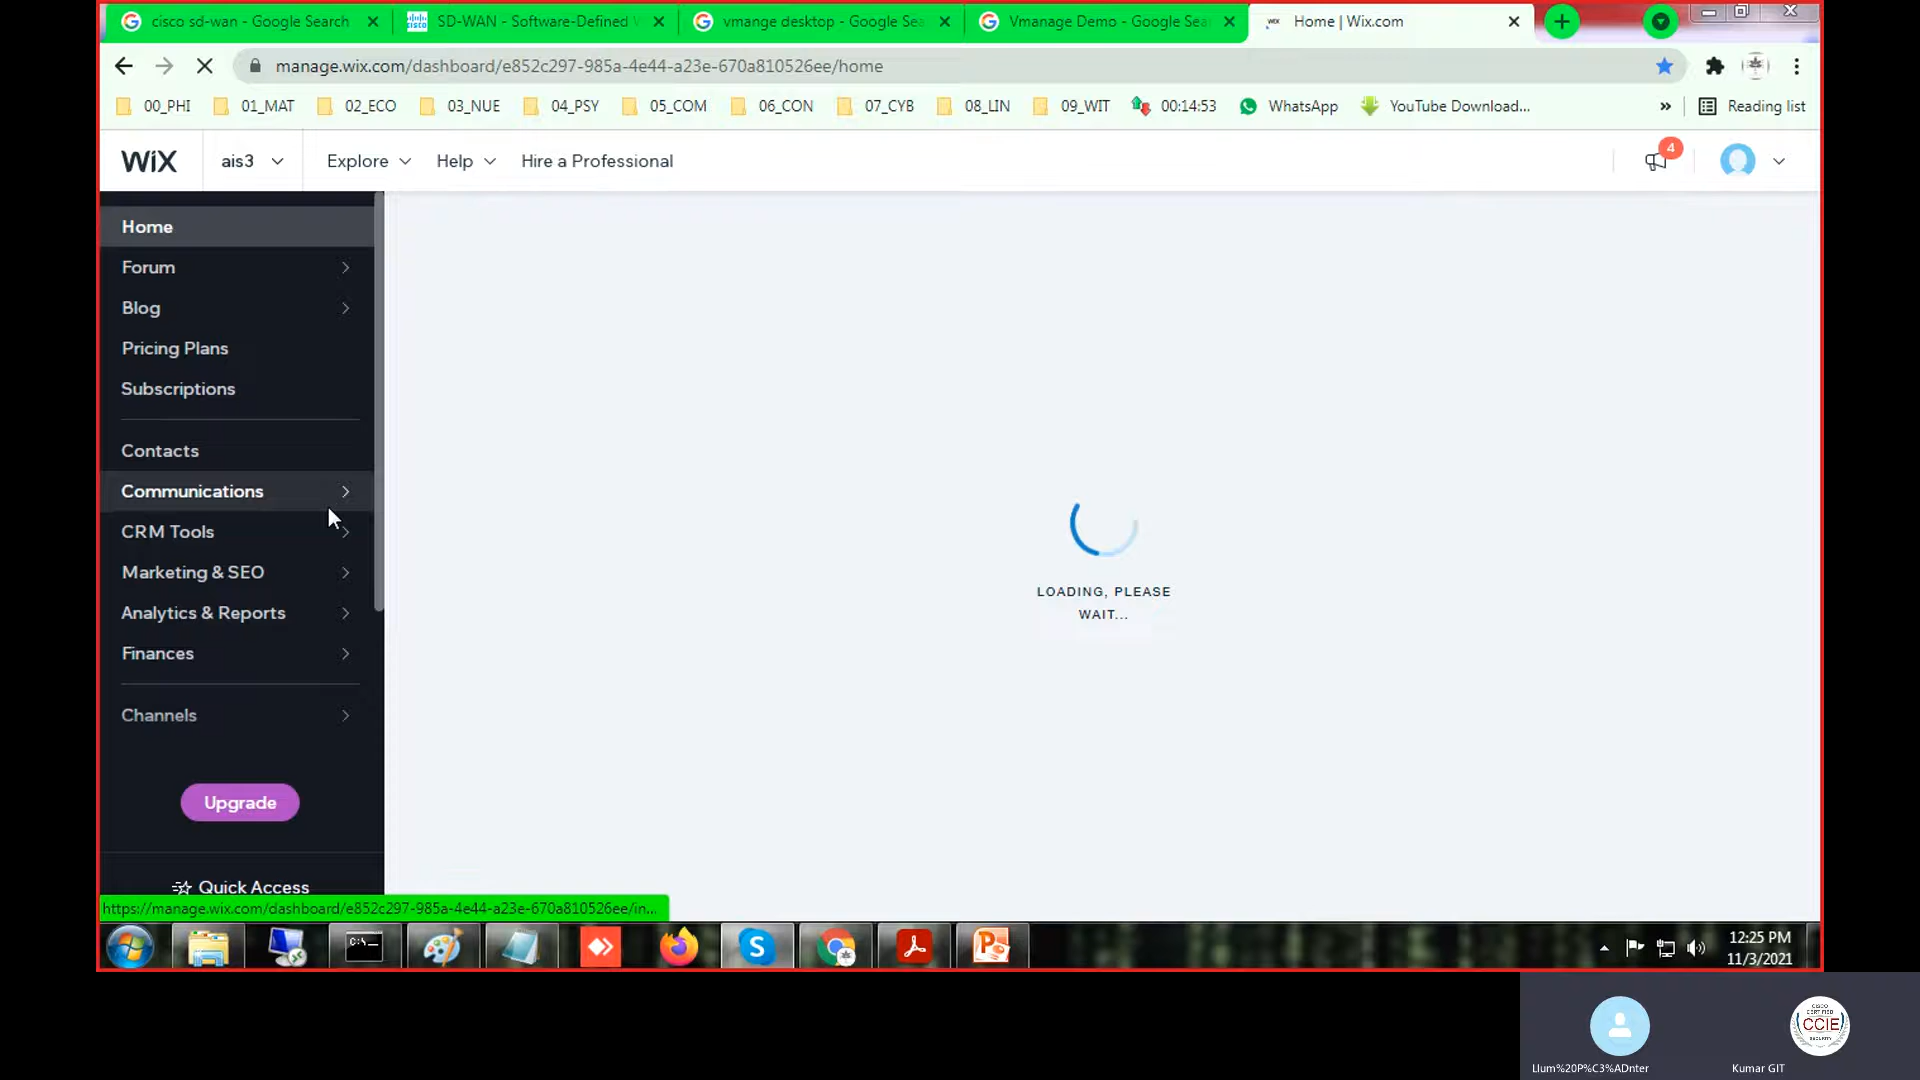 cisco sd-wan - Google Search
SD-WAN - Software-Defined
vmange desktop - Google Sea
Vmanage Demo - Google Sea
WiX Home | Wix.com
manage.wix.com/dashboard/e852c297-985a-4e44-a23e-670a810526ee/home
00_PHI 01_MAT 02_ECO 03_NUE 04_PSY 05_COM 06_CON 07_CYB 08_LIN 09_WIT 00:14:53 WhatsApp YouTube Download... » Reading list
WiX ais3 Explore Help Hire a Professional 4
Home
Forum
Blog
Pricing Plans
Subscriptions
Contacts
Communications
CRM Tools
Marketing & SEO
Analytics & Reports
Finances
Channels
Upgrade
Quick Access
LOADING, PLEASE
WAIT...
https://manage.wix.com/dashboard/e852c297-985a-4e44-a23e-670a810526ee/in...
12:25 PM
11/3/2021
CISCO
CERTIFIED
CCIE
SECURITY
Llum%20P%C3%ADnter
Kumar GIT